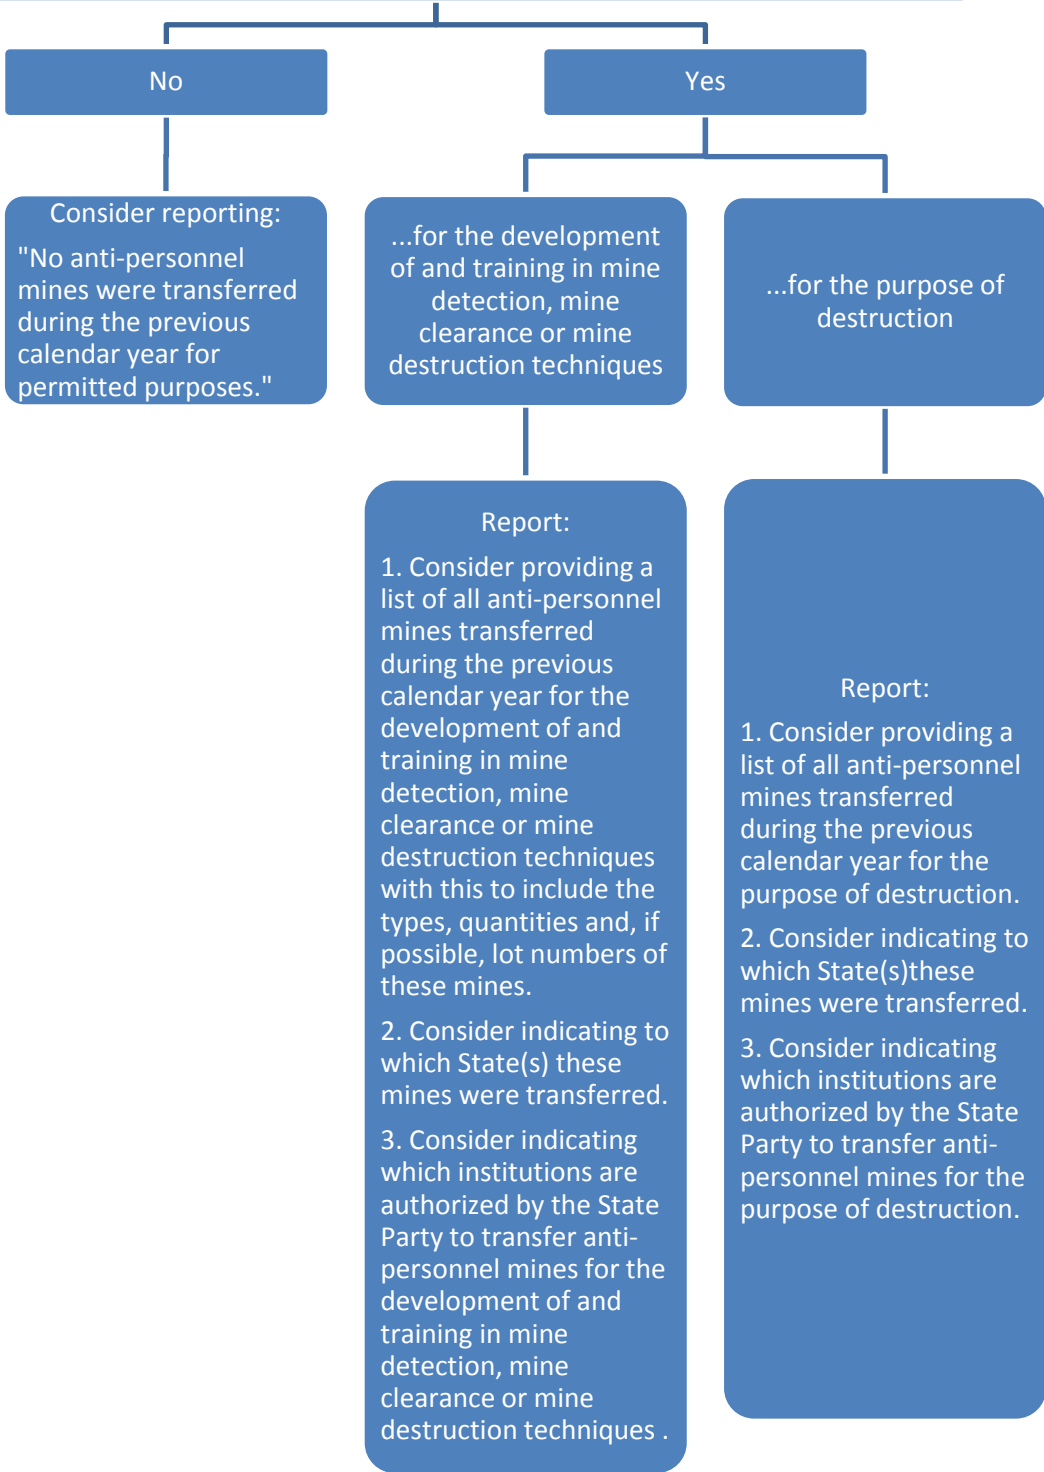 No
Yes
Consider reporting:
"No anti-personnel
mines were transferred
during the previous
calendar year for
permitted purposes."
...for the development
of and training in mine
detection, mine
clearance or mine
destruction techniques
...for the purpose of
destruction
Report:
1. Consider providing a
list of all anti-personnel
mines transferred
during the previous
calendar year for the
development of and
training in mine
detection, mine
clearance or mine
destruction techniques
with this to include the
types, quantities and, if
possible, lot numbers of
these mines.
2. Consider indicating to
which State(s) these
mines were transferred.
3. Consider indicating
which institutions are
authorized by the State
Party to transfer anti-
personnel mines for the
development of and
training in mine
detection, mine
clearance or mine
destruction techniques .
Report:
1. Consider providing a
list of all anti-personnel
mines transferred
during the previous
calendar year for the
purpose of destruction.
2. Consider indicating to
which State(s)these
mines were transferred.
3. Consider indicating
which institutions are
authorized by the State
Party to transfer anti-
personnel mines for the
purpose of destruction.